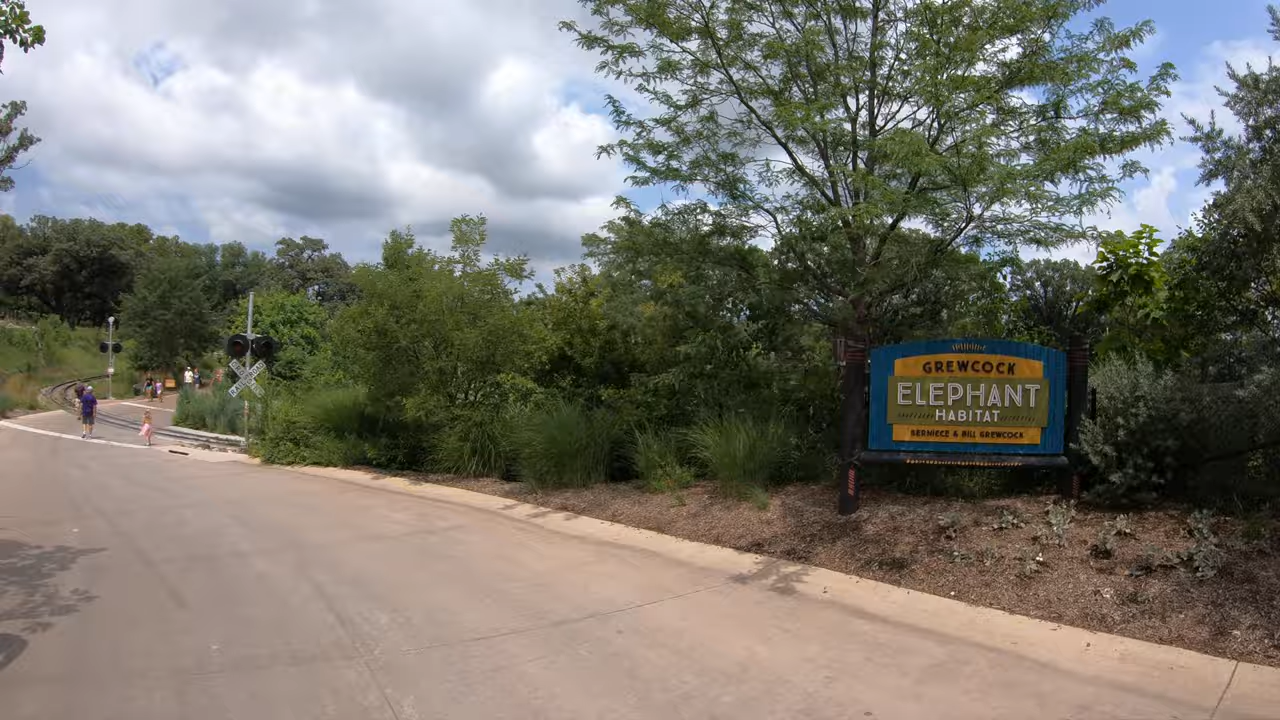 GREWCOCK
ELEPHANT
HABITAT
BERNIECE & BILL GREWCOCK